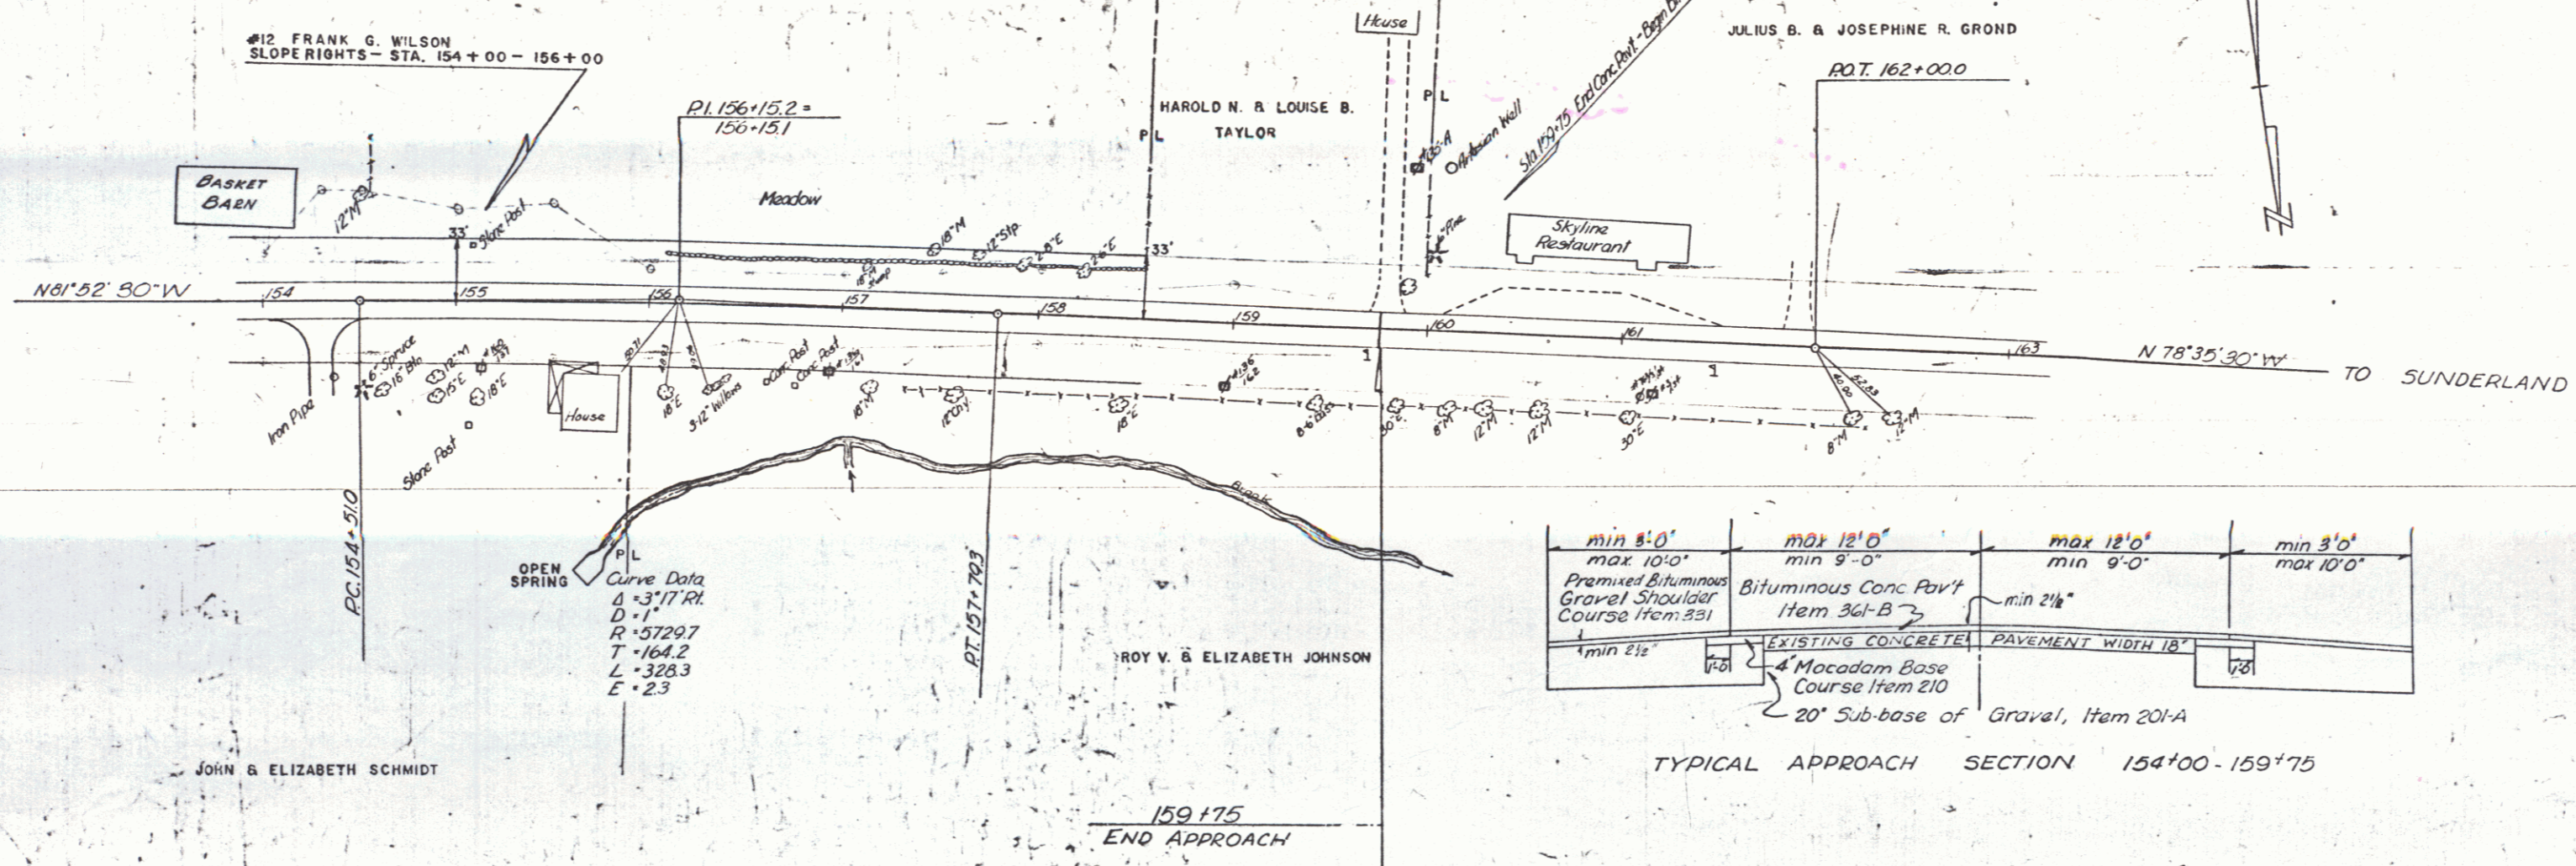 #12 FRANK G. WILSON
SLOPE RIGHTS - STA. 154+00 - 156+00
House
JULIUS B. & JOSEPHINE R. GROND
P.O.T. 162+00.0
P.I. 156+15.2 =
156+15.1
HAROLD N. & LOUISE B.
TAYLOR
P L
P L
Artesian Well
Sta. 159+75 End Conc. Pav't. - Begin
BASKET
BARN
12"M
Stone Post
33'
Meadow
18"M
12" Stp.
2-8"E
2-6"E
33'
Skyline
Restaurant
N81°52'30"W
154
155
156
157
158
159
160
161
163
N 78°35'30"W
TO SUNDERLAND
Iron Pipe
6" Spruce
12"M
15"E
18"E
Stone Post
House
18"E
3-12" Willows
Conc. Post
Conc. Post
18"M
18"E
30"E
8"M
12"M
12"M
30"E
8"M
12"M
1
1
Brook
P.C. 154+51.0
P.T. 157+79.3
OPEN
SPRING
P L
Curve Data
Δ = 3°17' Rt.
D = 1°
R = 5729.7
T = 164.2
L = 328.3
E = 2.3
ROY V. & ELIZABETH JOHNSON
JOHN & ELIZABETH SCHMIDT
159+75
END APPROACH
min 3'-0" max 12'0" max 12'0" min 3'0"
max. 10'-0" min 9'-0" min 9'-0" max 10'0"
Premixed Bituminous
Gravel Shoulder
Course Item 331
Bituminous Conc. Pav't
Item 361-B
min 2½"
EXISTING CONCRETE PAVEMENT WIDTH 18'
min 2½"
1'-0"
1'-0"
4" Macadam Base
Course Item 210
20" Sub-base of Gravel, Item 201-A
TYPICAL APPROACH SECTION 154+00 - 159+75